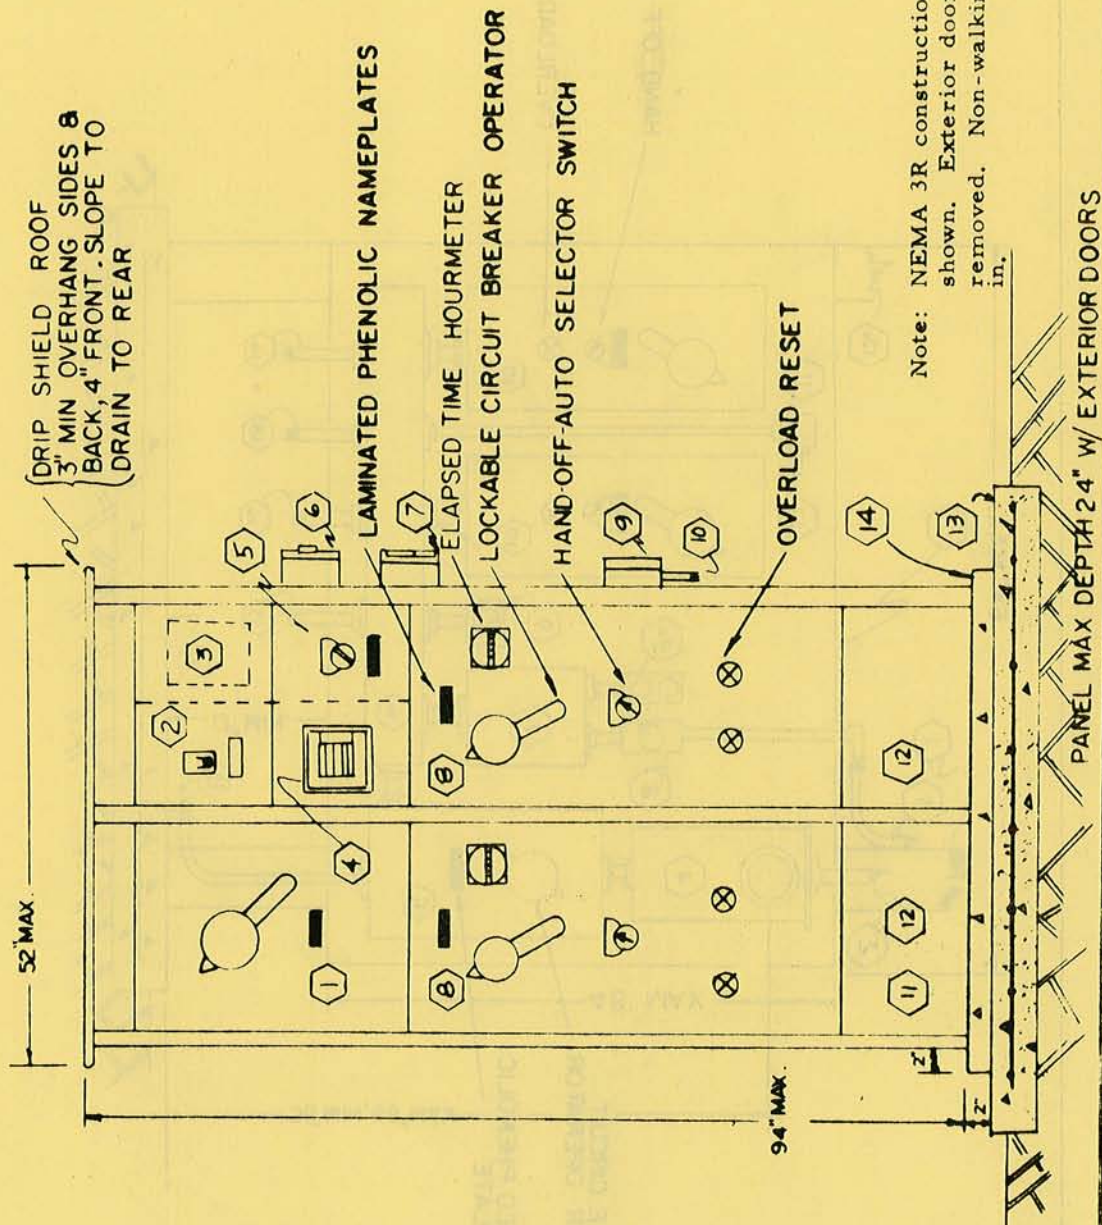 DRIP SHIELD ROOF
3" MIN OVERHANG SIDES &
BACK, 4" FRONT. SLOPE TO
DRAIN TO REAR
52" MAX.
LAMINATED PHENOLIC NAMEPLATES
ELAPSED TIME HOURMETER
LOCKABLE CIRCUIT BREAKER OPERATOR
HAND-OFF-AUTO SELECTOR SWITCH
OVERLOAD RESET
1
2
3
4
5
6
7
8
8
9
10
11
12
12
13
14
94" MAX.
2"
2"
Note: NEMA 3R constructio
shown. Exterior door
removed. Non-walkin
in.
PANEL MAX DEPTH 24" W/ EXTERIOR DOORS